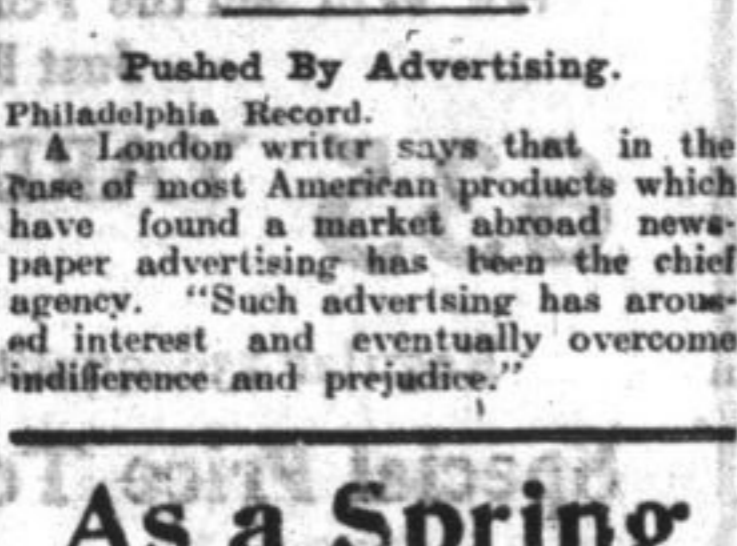 Pushed By Advertising.
Philadelphia Record.
A London writer says that in the
case of most American products which
have found a market abroad news-
paper advertising has been the chief
agency. "Such advertsing has arous-
ed interest and eventually overcome
indifference and prejudice."
As a Spring